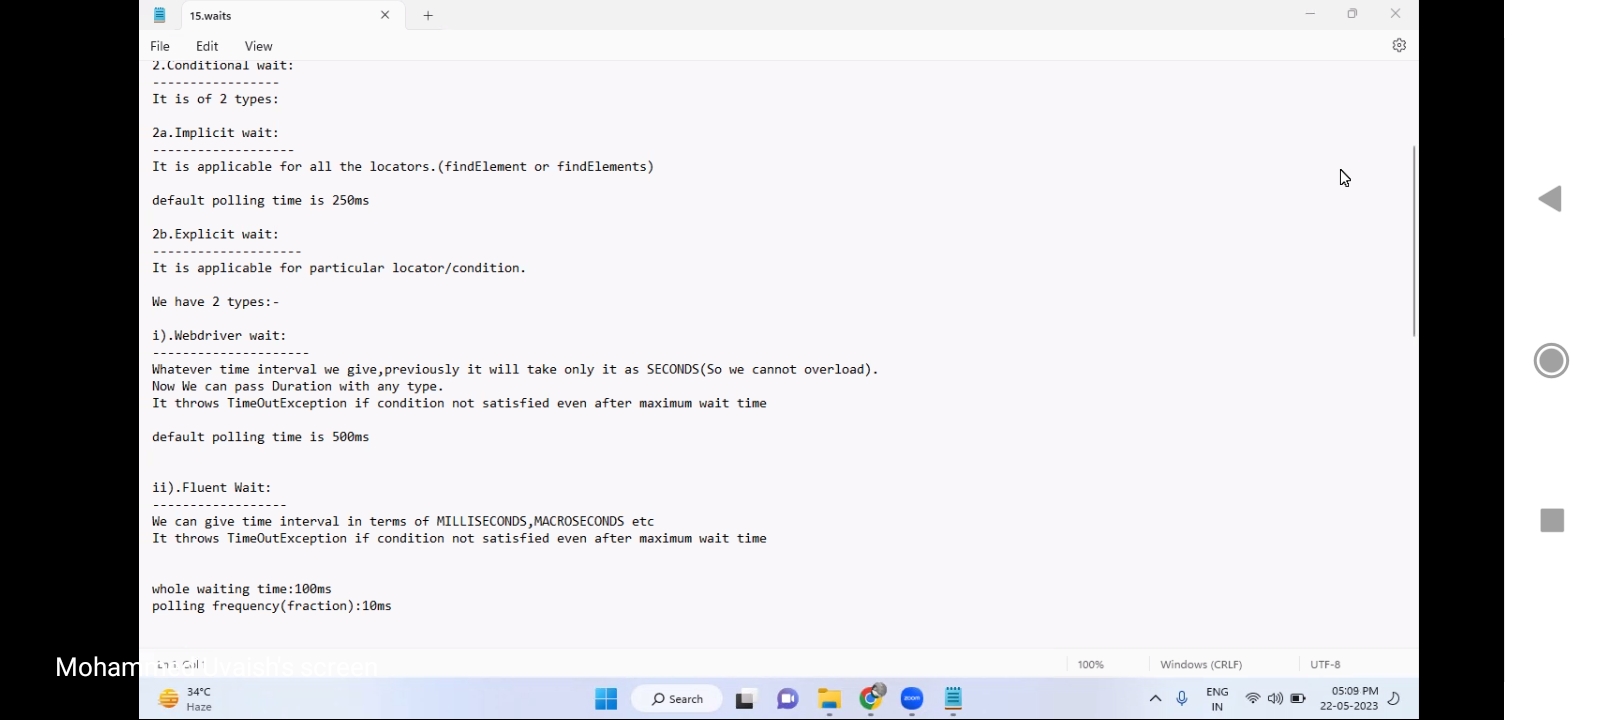 15.waits
File Edit View
2.Conditional wait:
-----------------
It is of 2 types:
2a.Implicit wait:
-------------------
It is applicable for all the locators.(findElement or findElements)
default polling time is 250ms
2b.Explicit wait:
--------------------
It is applicable for particular locator/condition.
We have 2 types:-
i).Webdriver wait:
---------------------
Whatever time interval we give,previously it will take only it as SECONDS(So we cannot overload).
Now We can pass Duration with any type.
It throws TimeOutException if condition not satisfied even after maximum wait time
default polling time is 500ms
ii).Fluent Wait:
------------------
We can give time interval in terms of MILLISECONDS,MACROSECONDS etc
It throws TimeOutException if condition not satisfied even after maximum wait time
whole waiting time:100ms
polling frequency(fraction):10ms
Mohammed Uvaish's screen
100% Windows (CRLF) UTF-8
34°C
Haze
Search
zoom
ENG
IN
05:09 PM
22-05-2023